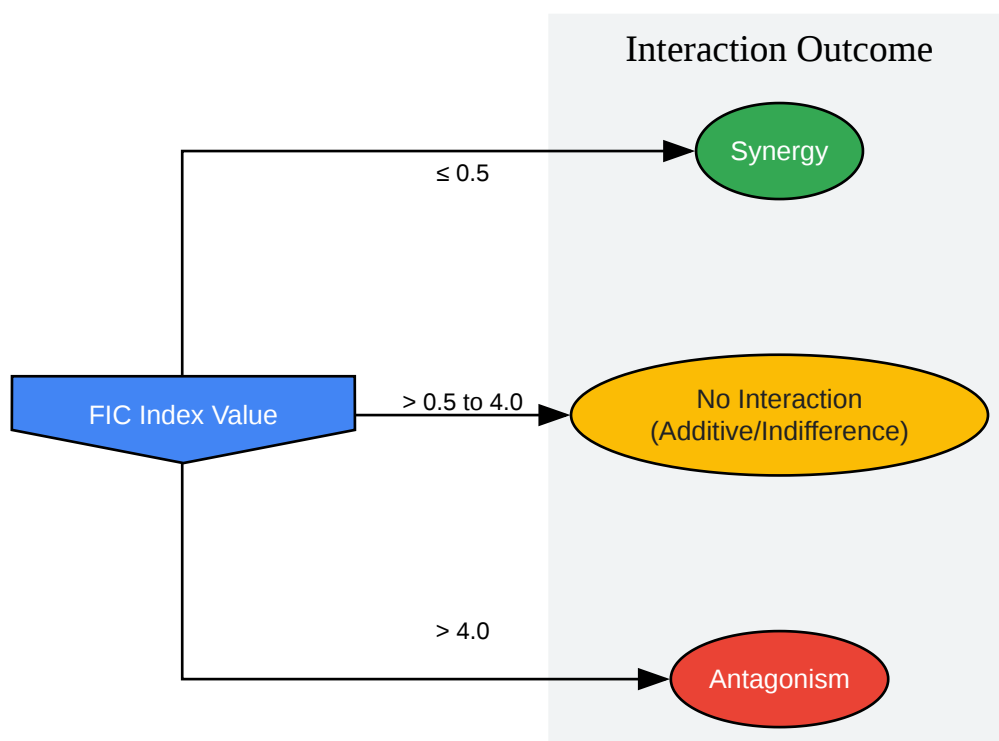 Interaction Outcome
Synergy
≤ 0.5
FIC Index Value
> 0.5 to 4.0
No Interaction
(Additive/Indifference)
> 4.0
Antagonism